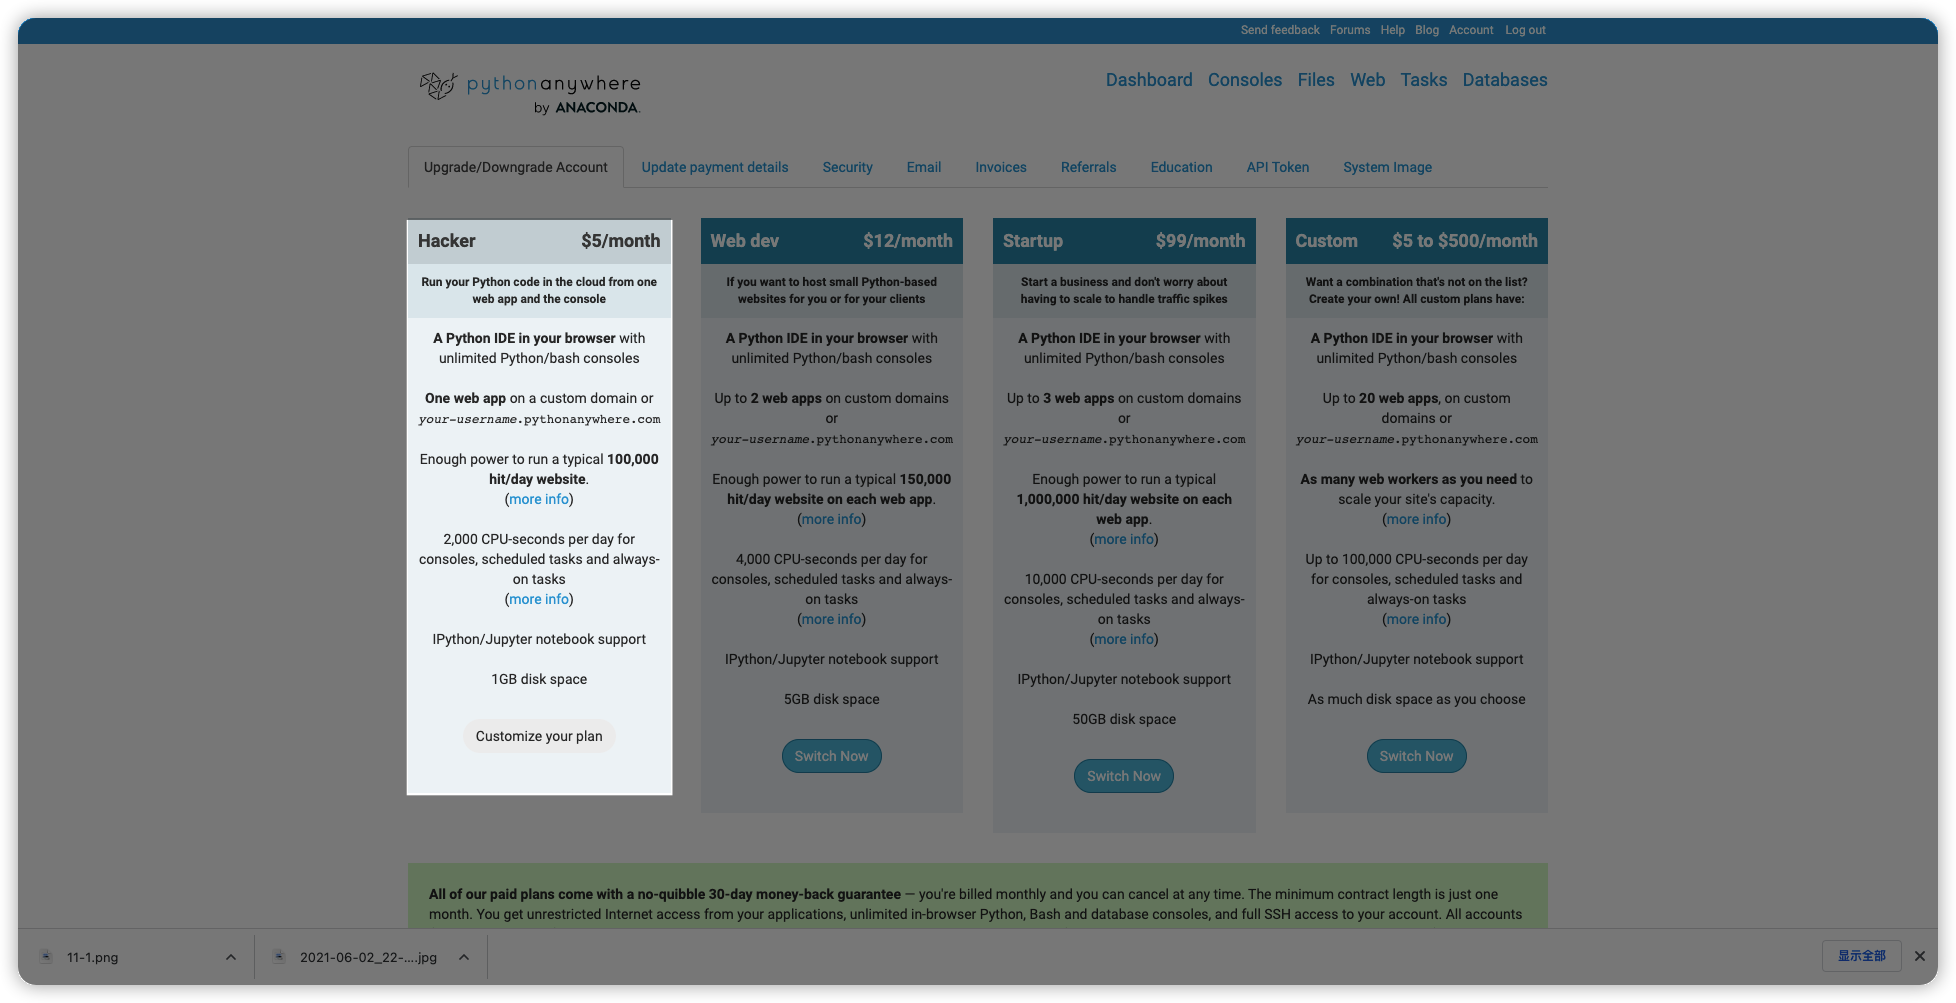 Send feedback Forums Help Blog Account Log out
pythonanywhere
by ANACONDA.
Dashboard Consoles Files Web Tasks Databases
Upgrade/Downgrade Account Update payment details Security Email Invoices Referrals Education API Token System Image
Hacker $5/month
Run your Python code in the cloud from one
web app and the console
A Python IDE in your browser with
unlimited Python/bash consoles
One web app on a custom domain or
your-username.pythonanywhere.com
Enough power to run a typical 100,000
hit/day website.
(more info)
2,000 CPU-seconds per day for
consoles, scheduled tasks and always-
on tasks
(more info)
IPython/Jupyter notebook support
1GB disk space
Customize your plan
Web dev $12/month
If you want to host small Python-based
websites for you or for your clients
A Python IDE in your browser with
unlimited Python/bash consoles
Up to 2 web apps on custom domains
or
your-username.pythonanywhere.com
Enough power to run a typical 150,000
hit/day website on each web app.
(more info)
4,000 CPU-seconds per day for
consoles, scheduled tasks and always-
on tasks
(more info)
IPython/Jupyter notebook support
5GB disk space
Switch Now
Startup $99/month
Start a business and don't worry about
having to scale to handle traffic spikes
A Python IDE in your browser with
unlimited Python/bash consoles
Up to 3 web apps on custom domains
or
your-username.pythonanywhere.com
Enough power to run a typical
1,000,000 hit/day website on each
web app.
(more info)
10,000 CPU-seconds per day for
consoles, scheduled tasks and always-
on tasks
(more info)
IPython/Jupyter notebook support
50GB disk space
Switch Now
Custom $5 to $500/month
Want a combination that's not on the list?
Create your own! All custom plans have:
A Python IDE in your browser with
unlimited Python/bash consoles
Up to 20 web apps, on custom
domains or
your-username.pythonanywhere.com
As many web workers as you need to
scale your site's capacity.
(more info)
Up to 100,000 CPU-seconds per day
for consoles, scheduled tasks and
always-on tasks
(more info)
IPython/Jupyter notebook support
As much disk space as you choose
Switch Now
All of our paid plans come with a no-quibble 30-day money-back guarantee — you're billed monthly and you can cancel at any time. The minimum contract length is just one
month. You get unrestricted Internet access from your applications, unlimited in-browser Python, Bash and database consoles, and full SSH access to your account. All accounts
11-1.png 2021-06-02_22-....jpg 显示全部